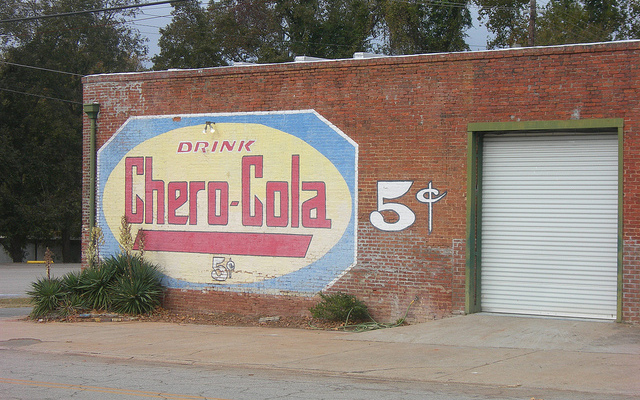 DRINK
Chero-Cola
5¢
5¢